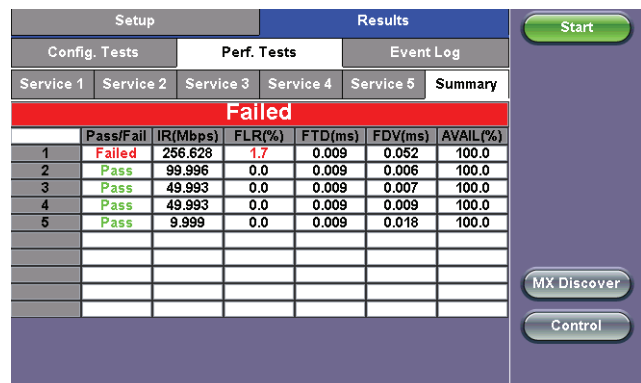 Setup Results Start
Config. Tests Perf. Tests Event Log
Service 1 Service 2 Service 3 Service 4 Service 5 Summary
Failed
Pass/Fail IR(Mbps) FLR(%) FTD(ms) FDV(ms) AVAIL(%)
1 Failed 256.628 1.7 0.009 0.052 100.0
2 Pass 99.996 0.0 0.009 0.006 100.0
3 Pass 49.993 0.0 0.009 0.007 100.0
4 Pass 49.993 0.0 0.009 0.009 100.0
5 Pass 9.999 0.0 0.009 0.018 100.0
MX Discover
Control